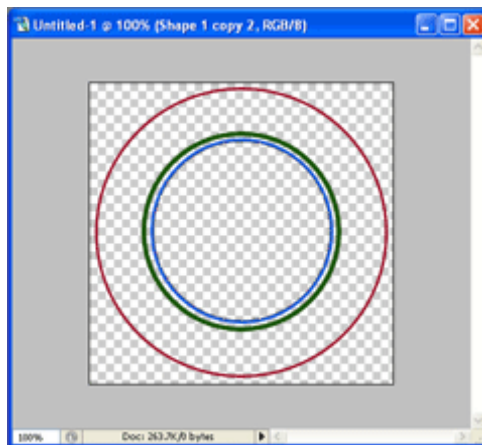 Untitled-1 @ 100% (Shape 1 copy 2, RGB/8)
100% Doc: 263.7K/0 bytes